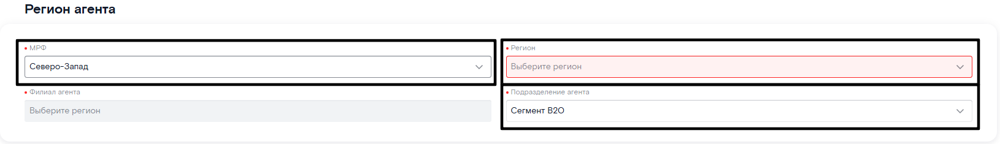 Регион агента
МРФ
Северо-Запад
Регион
Выберите регион
Филиал агента
Выберите регион
Подразделение агента
Сегмент B2O